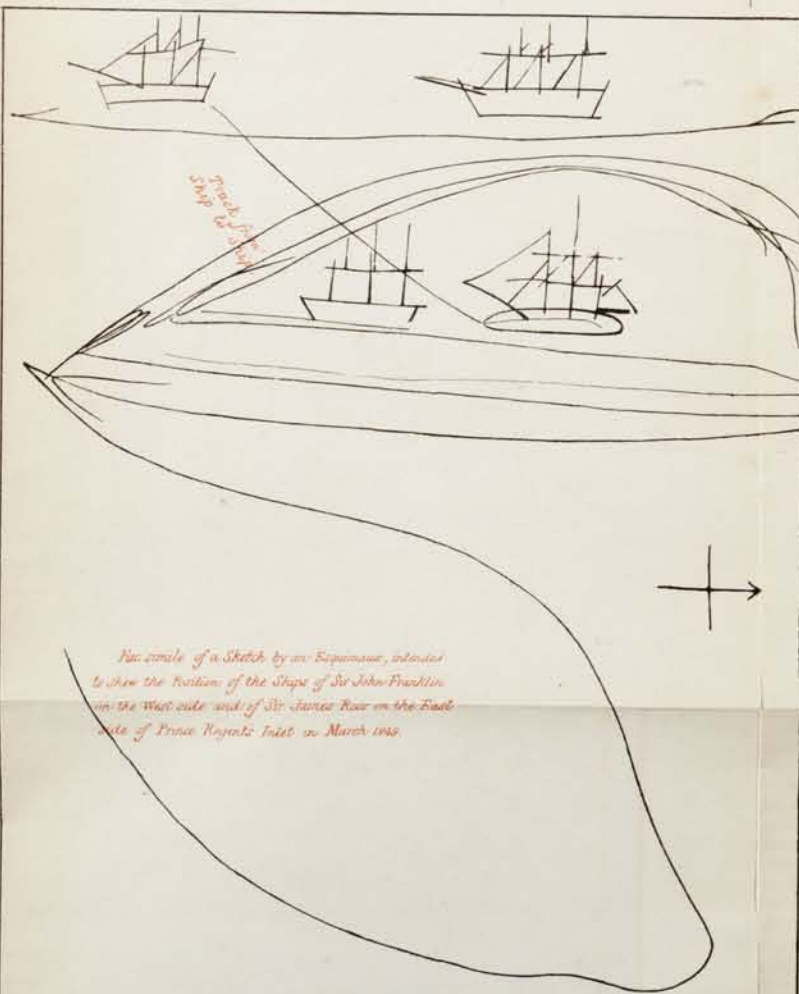 Track from
Ship to Ship
Fac simile of a Sketch by an Esquimaux, intended
to shew the Position of the Ships of Sir John Franklin
on the West side and of Sir James Ross on the East
side of Prince Regents Inlet in March 1849.